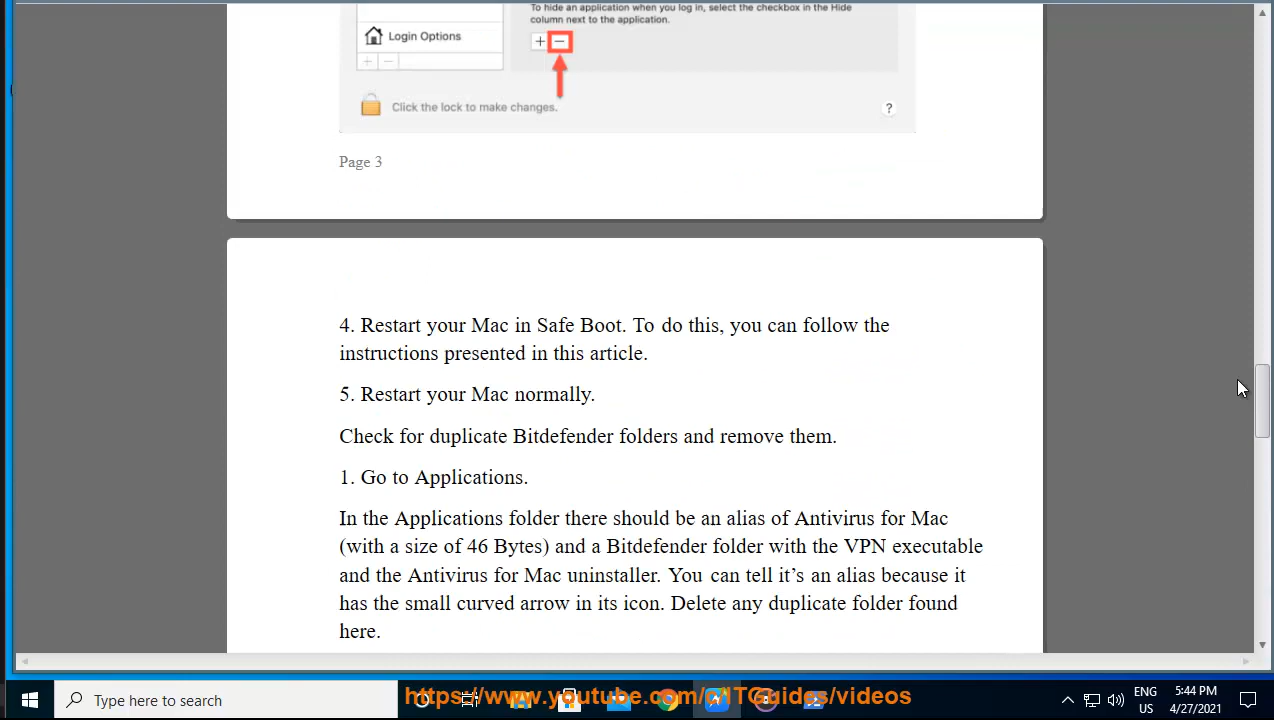 To hide an application when you log in, select the checkbox in the Hide
column next to the application.
Login Options
+ −
+ −
Click the lock to make changes.
?
Page 3
4. Restart your Mac in Safe Boot. To do this, you can follow the
instructions presented in this article.
5. Restart your Mac normally.
Check for duplicate Bitdefender folders and remove them.
1. Go to Applications.
In the Applications folder there should be an alias of Antivirus for Mac
(with a size of 46 Bytes) and a Bitdefender folder with the VPN executable
and the Antivirus for Mac uninstaller. You can tell it’s an alias because it
has the small curved arrow in its icon. Delete any duplicate folder found
here.
Type here to search
ENG
US
5:44 PM
4/27/2021